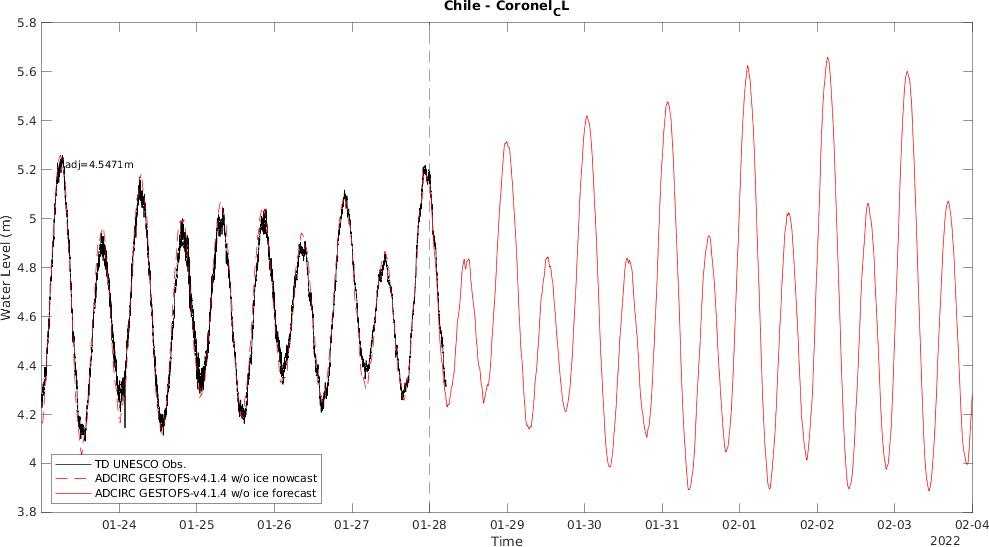 Chile - Coronel_CL
5.8
5.6
5.4
5.2
5
4.8
4.6
4.4
4.2
4
3.8
Water Level (m)
adj=4.5471m
TD UNESCO Obs.
ADCIRC GESTOFS-v4.1.4 w/o ice nowcast
ADCIRC GESTOFS-v4.1.4 w/o ice forecast
01-24 01-25 01-26 01-27 01-28 01-29 01-30 01-31 02-01 02-02 02-03 02-04
Time
2022